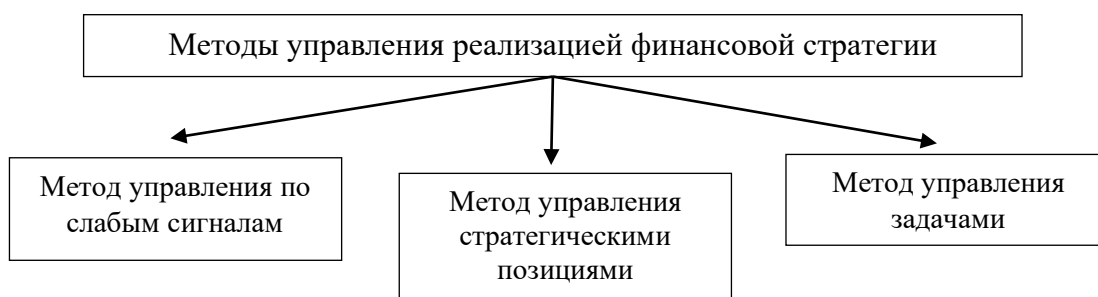 Методы управления реализацией финансовой стратегии
Метод управления по
слабым сигналам
Метод управления
стратегическими
позициями
Метод управления
задачами